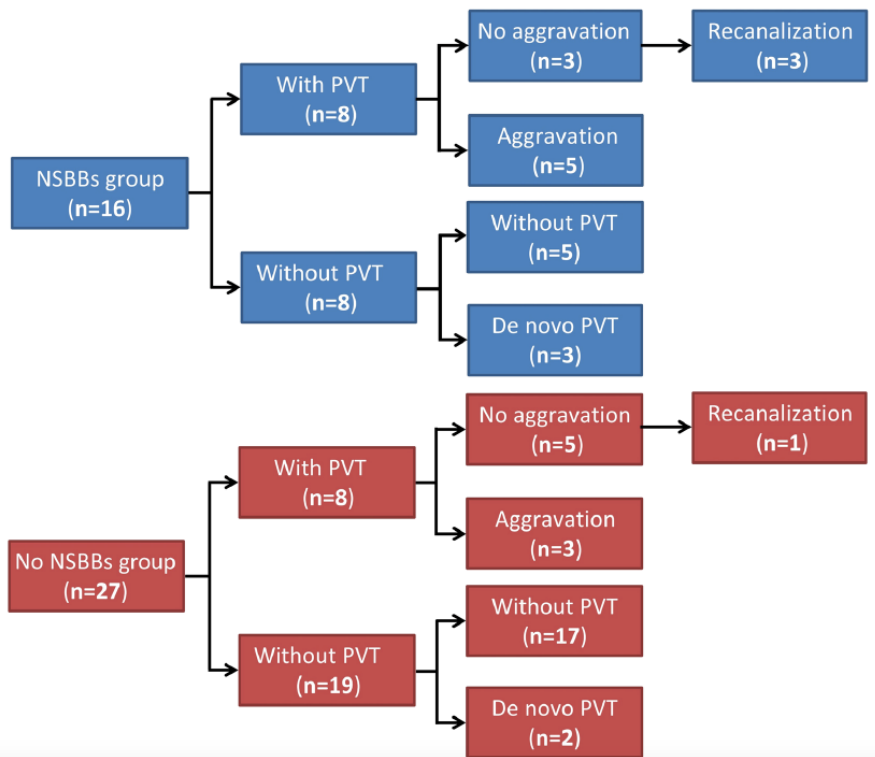 NSBBs group
(n=16)
With PVT
(n=8)
No aggravation
(n=3)
Recanalization
(n=3)
Aggravation
(n=5)
Without PVT
(n=8)
Without PVT
(n=5)
De novo PVT
(n=3)
No NSBBs group
(n=27)
With PVT
(n=8)
No aggravation
(n=5)
Recanalization
(n=1)
Aggravation
(n=3)
Without PVT
(n=19)
Without PVT
(n=17)
De novo PVT
(n=2)